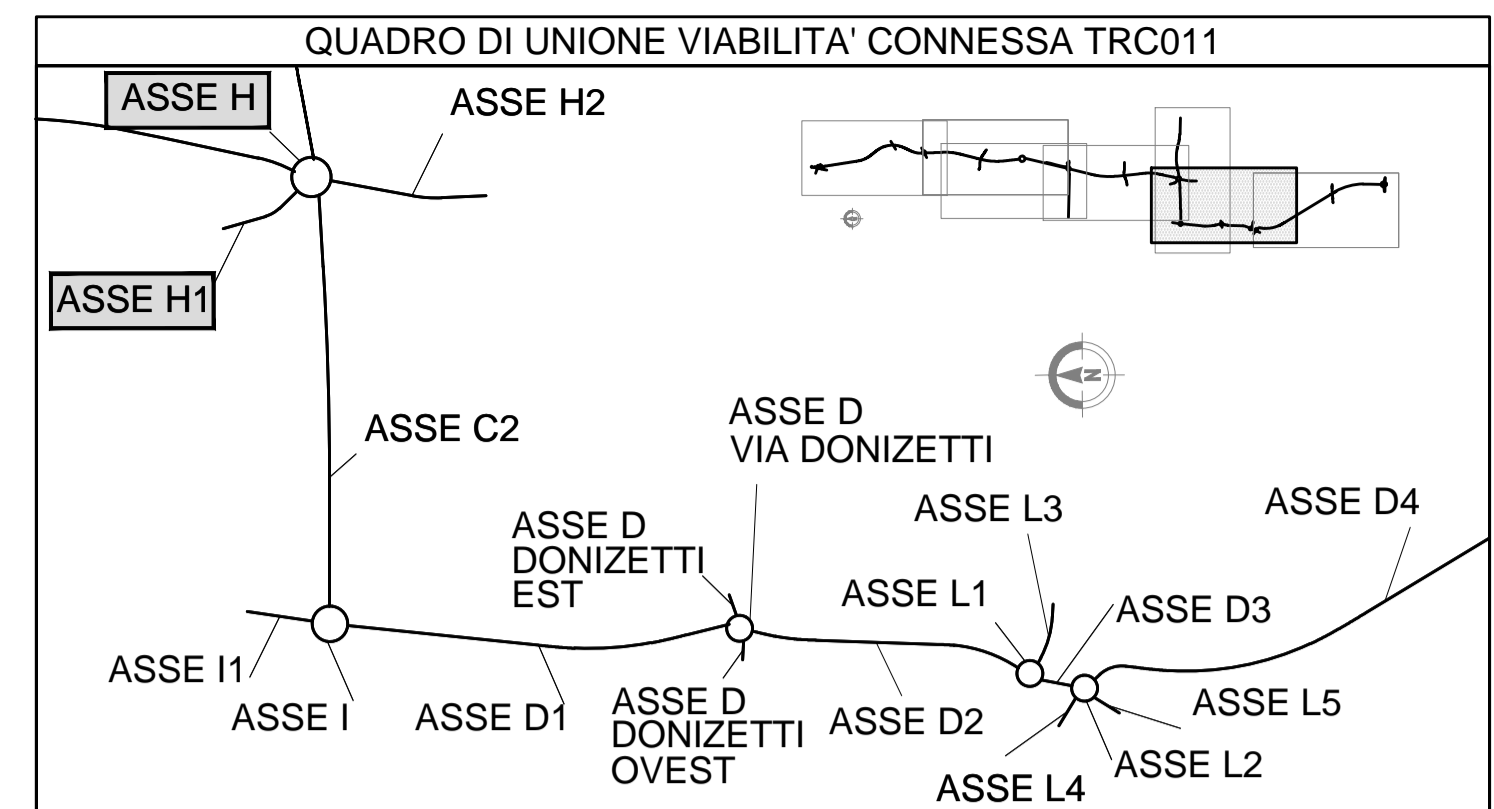 QUADRO DI UNIONE VIABILITA' CONNESSA TRC011
ASSE H
ASSE H2
ASSE H1
N
ASSE C2
ASSE D
VIA DONIZETTI
ASSE D
DONIZETTI
EST
ASSE L3
ASSE D4
ASSE L1
ASSE D3
ASSE I1
ASSE I
ASSE D1
ASSE D
DONIZETTI
OVEST
ASSE D2
ASSE L5
ASSE L2
ASSE L4